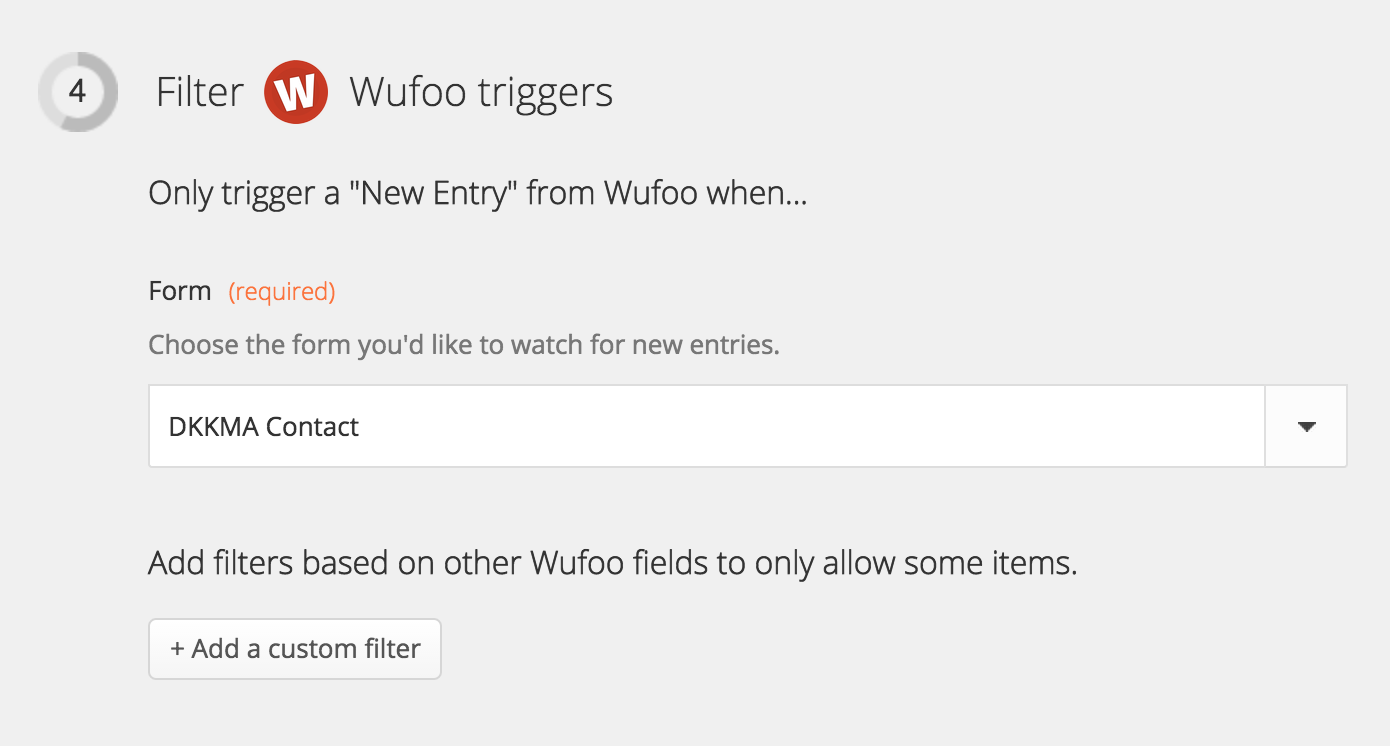 4 Filter W Wufoo triggers
Only trigger a "New Entry" from Wufoo when...
Form (required)
Choose the form you'd like to watch for new entries.
DKKMA Contact
Add filters based on other Wufoo fields to only allow some items.
+ Add a custom filter